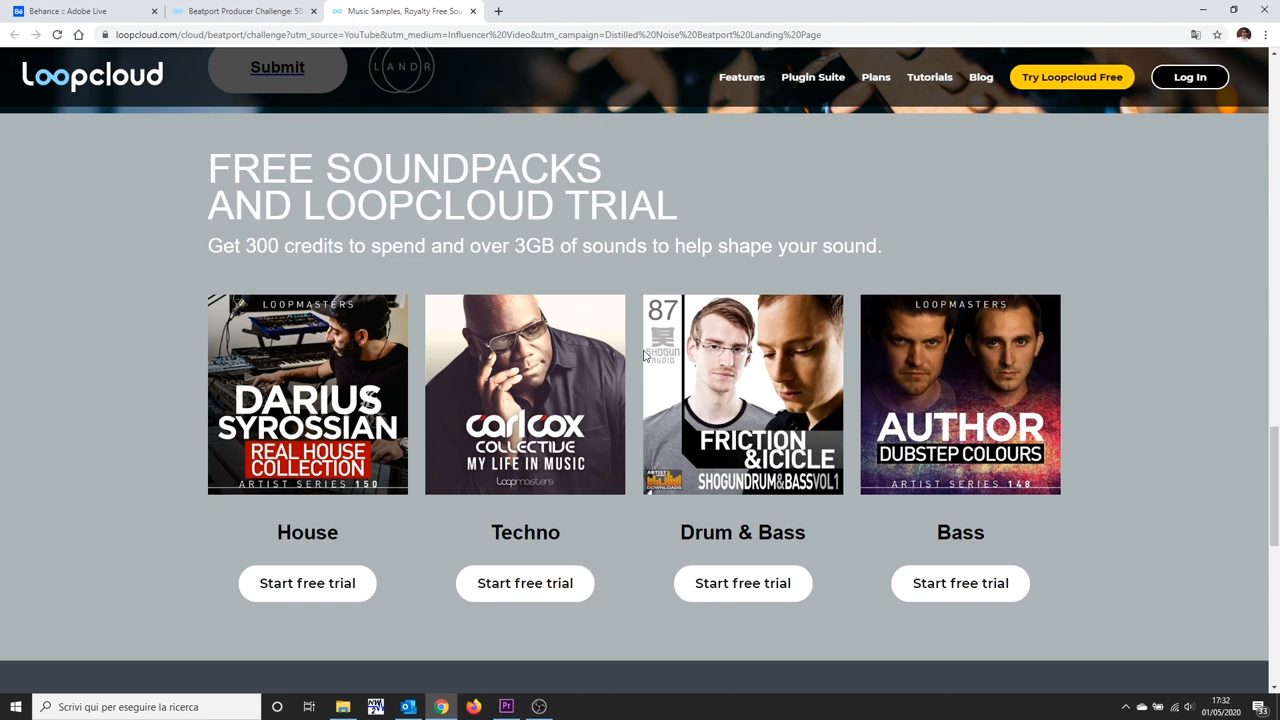 Behance :: Adobe Live
Beatport Producer Challenge: 50
Music Samples, Royalty Free Sou
loopcloud.com/cloud/beatport/challenge?utm_source=YouTube&utm_medium=Influencer%20Video&utm_campaign=Distilled%20Noise%20Beatport%20Landing%20Page
loopcloud
Submit
LANDR
Features
Plugin Suite
Plans
Tutorials
Blog
Try Loopcloud Free
Log In
FREE SOUNDPACKS
AND LOOPCLOUD TRIAL
Get 300 credits to spend and over 3GB of sounds to help shape your sound.
LOOPMASTERS
DARIUS
SYROSSIAN
REAL HOUSE
COLLECTION
ARTIST SERIES 150
carlcox
COLLECTIVE
MY LIFE IN MUSIC
Loopmasters
87
SHOGUN
AUDIO
FRICTION
&ICICLE
SHOGUNDRUM&BASSVOL1
LOOPMASTERS
AUTHOR
DUBSTEP COLOURS
ARTIST SERIES 148
House
Techno
Drum & Bass
Bass
Start free trial
Start free trial
Start free trial
Start free trial
Scrivi qui per eseguire la ricerca
17:32
01/05/2020
33